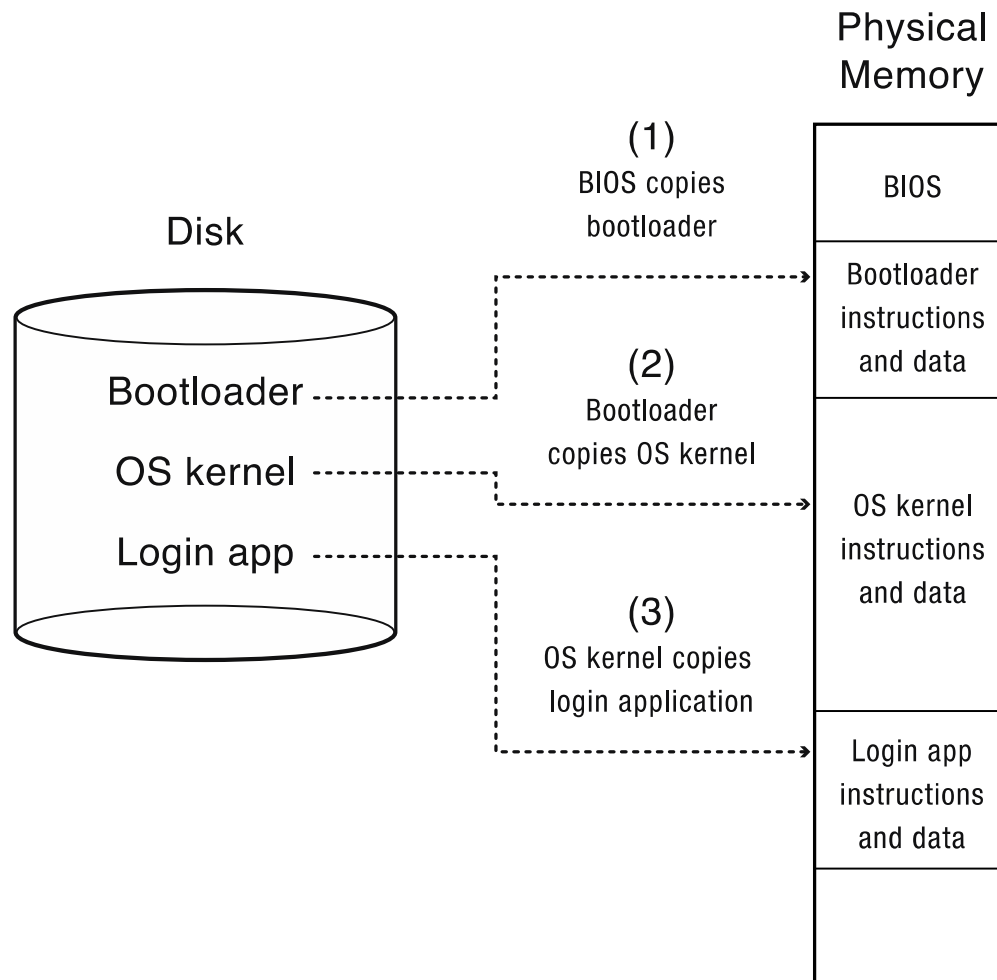 Physical
Memory
(1)
BIOS copies
bootloader
BIOS
Disk
Bootloader
instructions
and data
Bootloader
(2)
Bootloader
copies OS kernel
OS kernel
OS kernel
instructions
and data
Login app
(3)
OS kernel copies
login application
Login app
instructions
and data